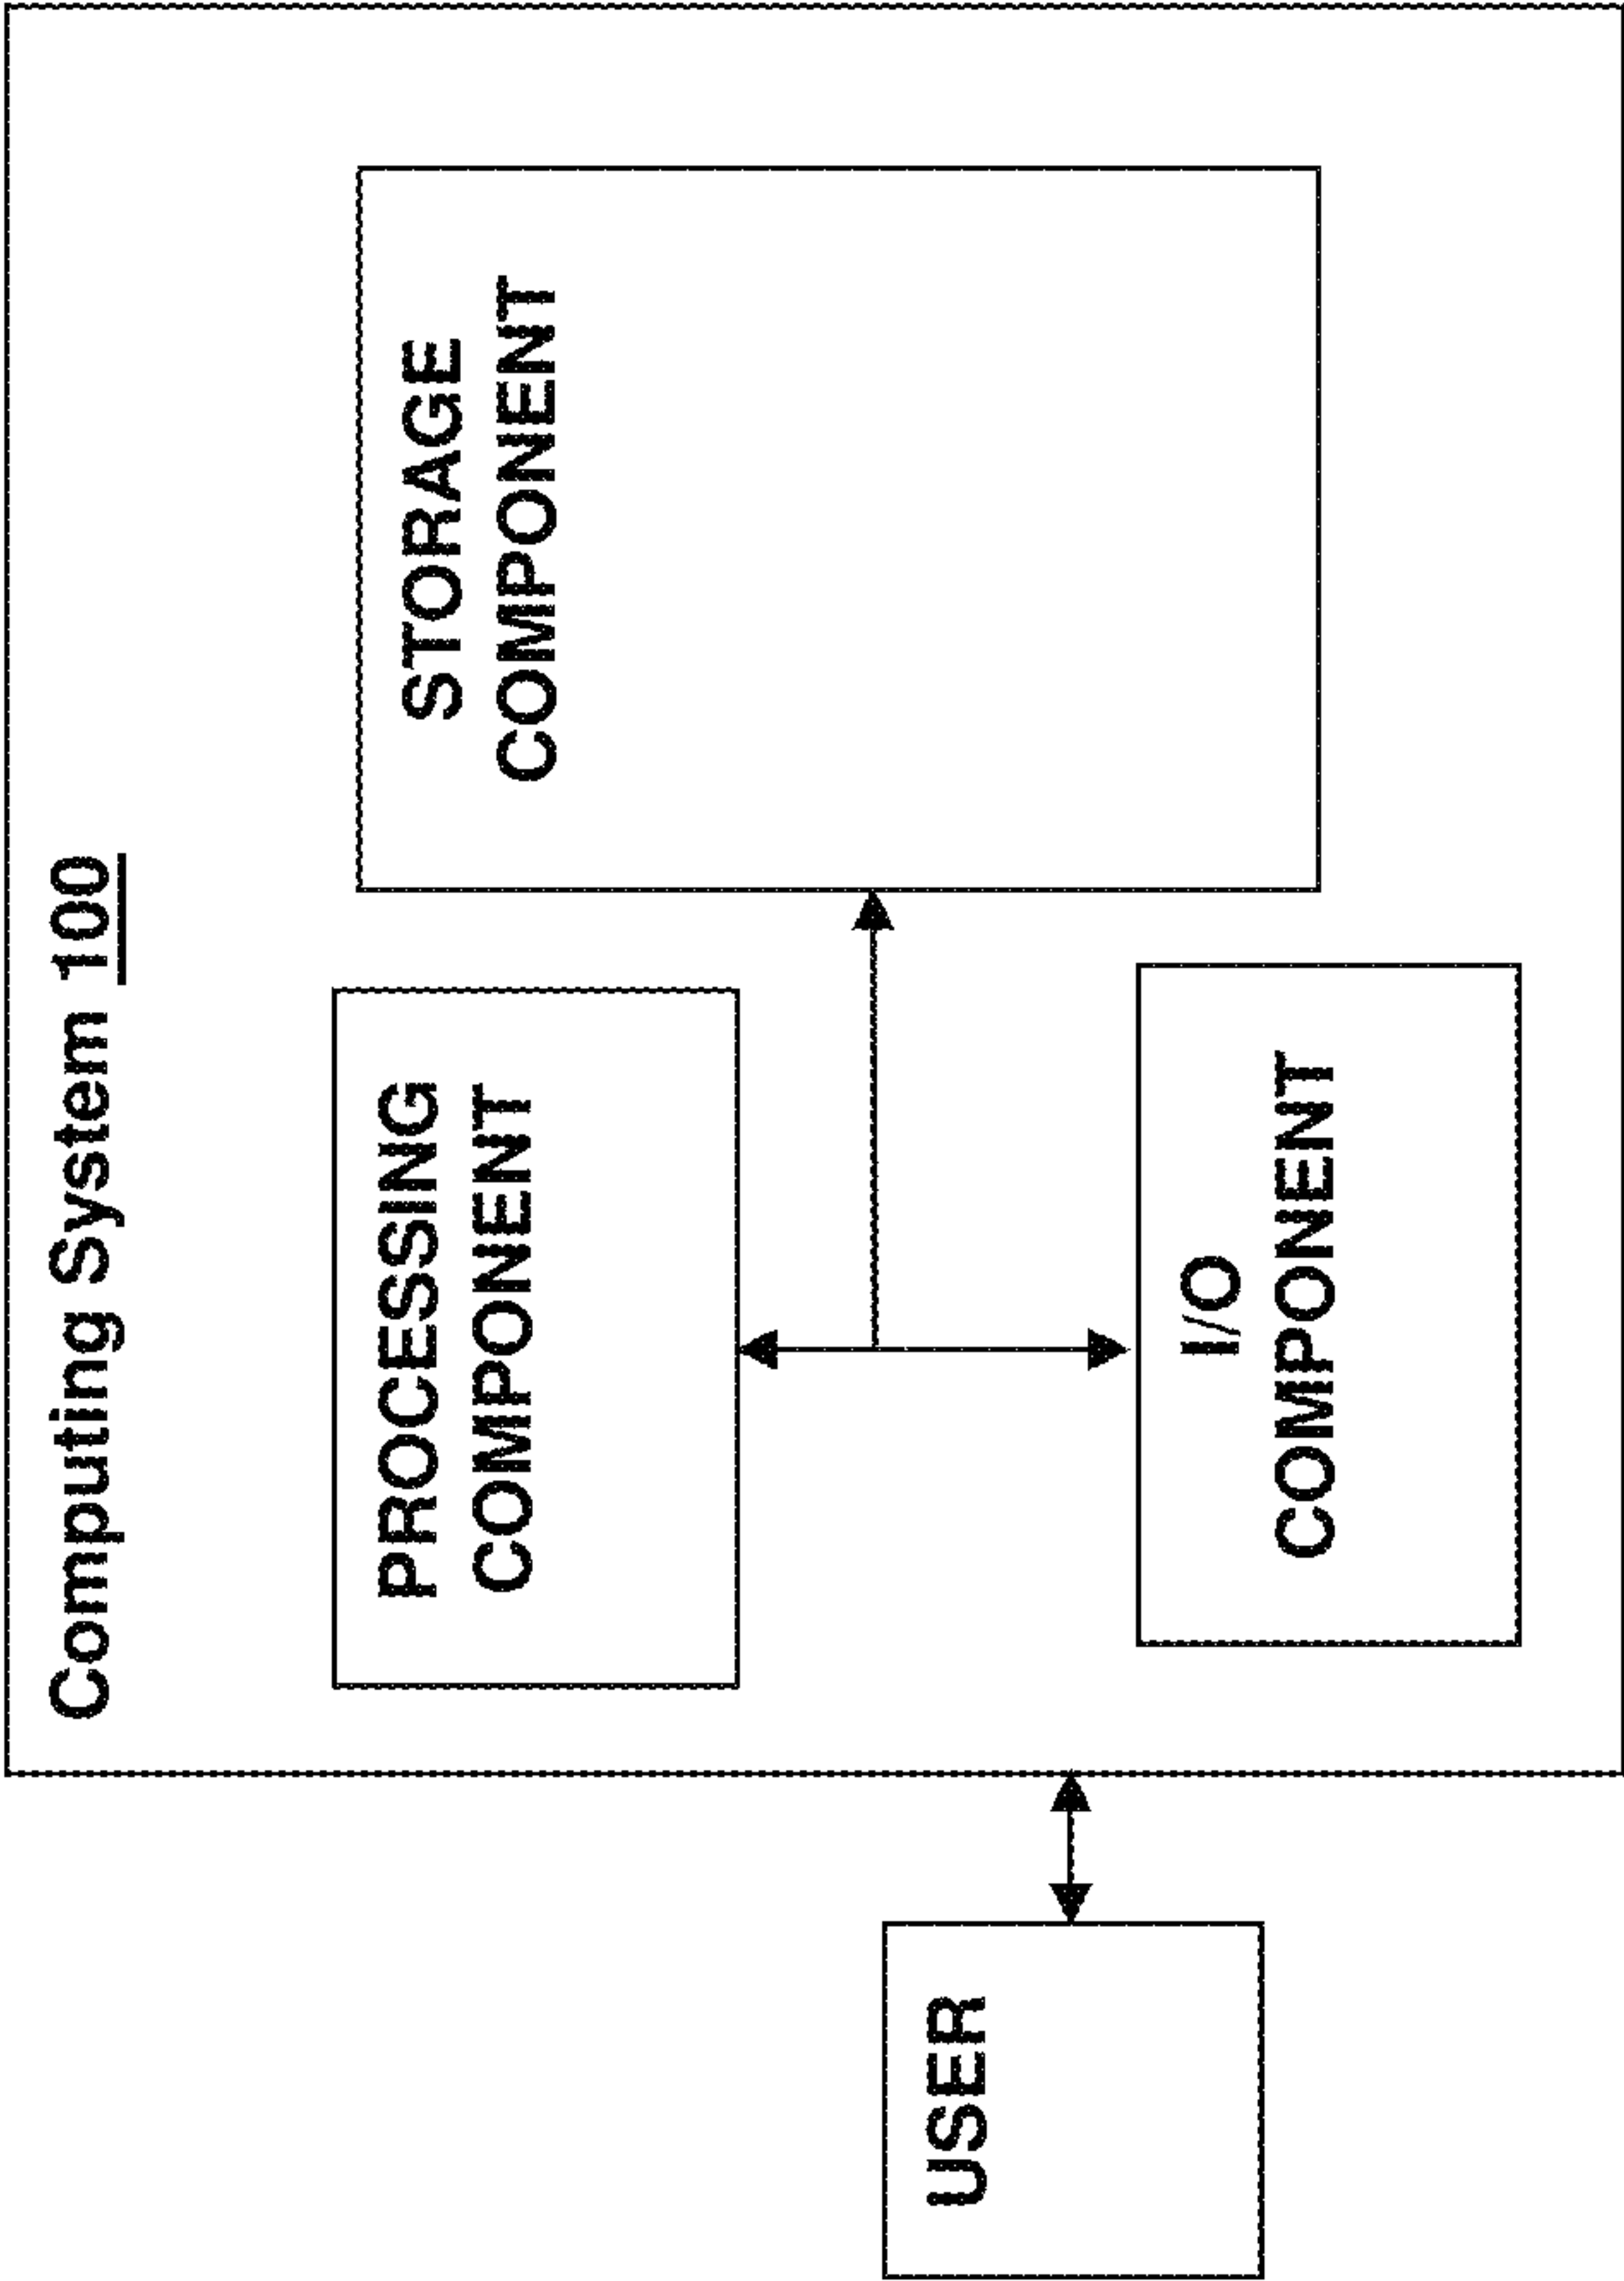 Computing System 100
PROCESSING
COMPONENT
STORAGE
COMPONENT
I/O
COMPONENT
USER